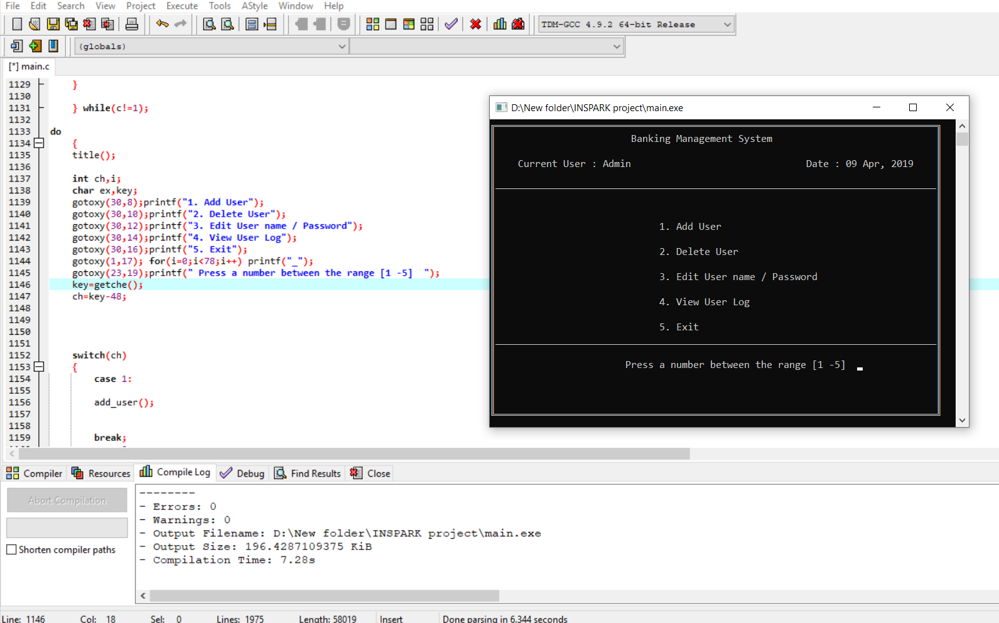 File Edit Search View Project Execute Tools AStyle Window Help
TDM-GCC 4.9.2 64-bit Release
(globals)
[*] main.c
1129 }
1130
1131 } while(c!=1);
1132
1133 do
1134 {
1135 title();
1136
1137 int ch,i;
1138 char ex,key;
1139 gotoxy(30,8);printf("1. Add User");
1140 gotoxy(30,10);printf("2. Delete User");
1141 gotoxy(30,12);printf("3. Edit User name / Password");
1142 gotoxy(30,14);printf("4. View User Log");
1143 gotoxy(30,16);printf("5. Exit");
1144 gotoxy(1,17); for(i=0;i<78;i++) printf("_");
1145 gotoxy(23,19);printf(" Press a number between the range [1 -5]  ");
1146 key=getche();
1147 ch=key-48;
1148
1149
1150
1151
1152 switch(ch)
1153 {
1154 case 1:
1155
1156 add_user();
1157
1158
1159 break;
D:\New folder\INSPARK project\main.exe
Banking Management System
Current User : Admin Date : 09 Apr, 2019
1. Add User
2. Delete User
3. Edit User name / Password
4. View User Log
5. Exit
Press a number between the range [1 -5]
Compiler Resources Compile Log Debug Find Results Close
Abort Compilation
Shorten compiler paths
--------
- Errors: 0
- Warnings: 0
- Output Filename: D:\New folder\INSPARK project\main.exe
- Output Size: 196.4287109375 KiB
- Compilation Time: 7.28s
Line: 1146 Col: 18 Sel: 0 Lines: 1975 Length: 58019 Insert Done parsing in 6.344 seconds